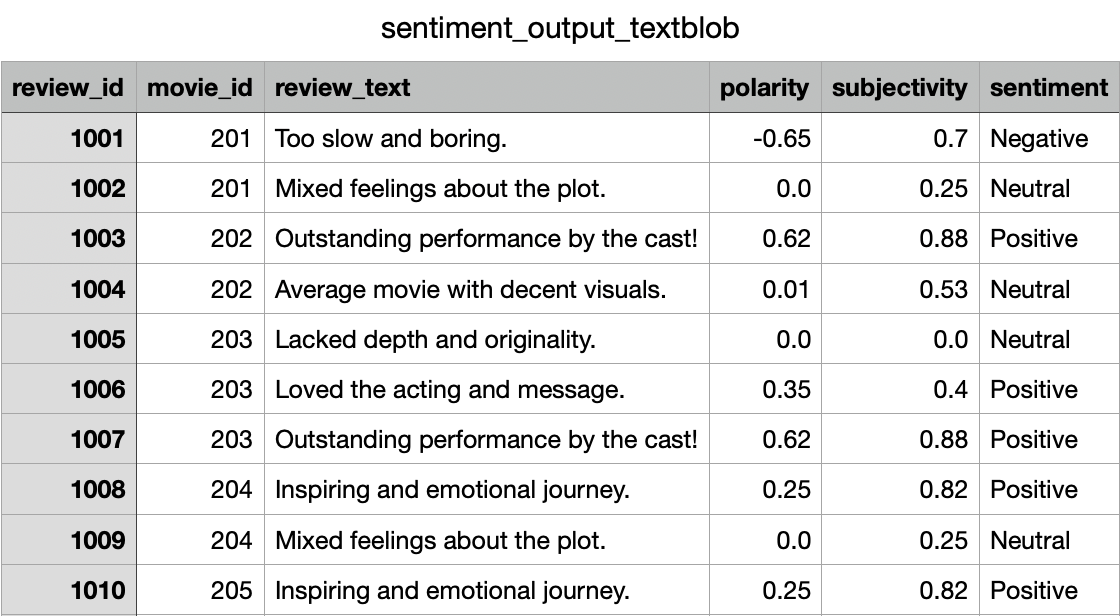 sentiment_output_textblob
review_id movie_id review_text polarity subjectivity sentiment
1001 201 Too slow and boring. -0.65 0.7 Negative
1002 201 Mixed feelings about the plot. 0.0 0.25 Neutral
1003 202 Outstanding performance by the cast! 0.62 0.88 Positive
1004 202 Average movie with decent visuals. 0.01 0.53 Neutral
1005 203 Lacked depth and originality. 0.0 0.0 Neutral
1006 203 Loved the acting and message. 0.35 0.4 Positive
1007 203 Outstanding performance by the cast! 0.62 0.88 Positive
1008 204 Inspiring and emotional journey. 0.25 0.82 Positive
1009 204 Mixed feelings about the plot. 0.0 0.25 Neutral
1010 205 Inspiring and emotional journey. 0.25 0.82 Positive